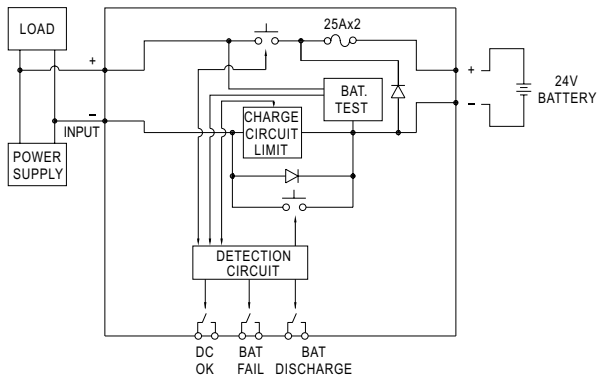 LOAD
25Ax2
+
+
24V
BATTERY
BAT.
TEST
−
−
INPUT
CHARGE
CIRCUIT
LIMIT
POWER
SUPPLY
DETECTION
CIRCUIT
DC
OK
BAT
FAIL
BAT
DISCHARGE